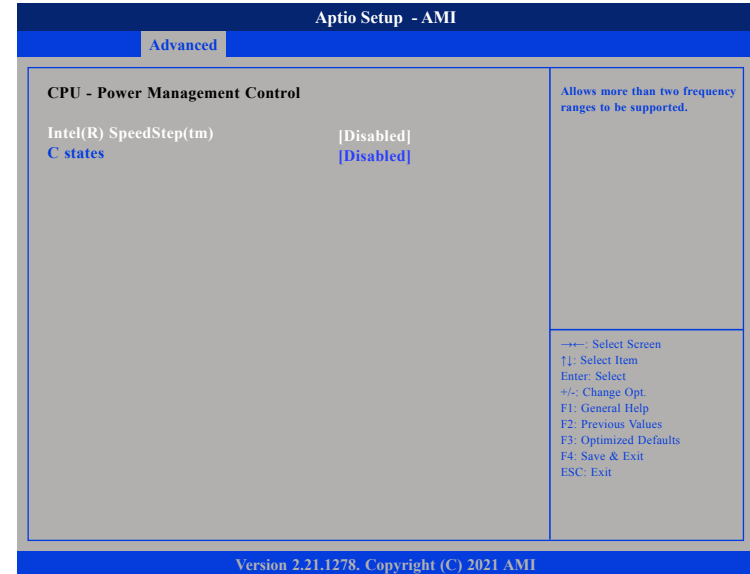 Aptio Setup - AMI
Advanced
CPU - Power Management Control
Intel(R) SpeedStep(tm) [Disabled]
C states [Disabled]
Allows more than two frequency
ranges to be supported.
→←: Select Screen
↑↓: Select Item
Enter: Select
+/-: Change Opt.
F1: General Help
F2: Previous Values
F3: Optimized Defaults
F4: Save & Exit
ESC: Exit
Version 2.21.1278. Copyright (C) 2021 AMI